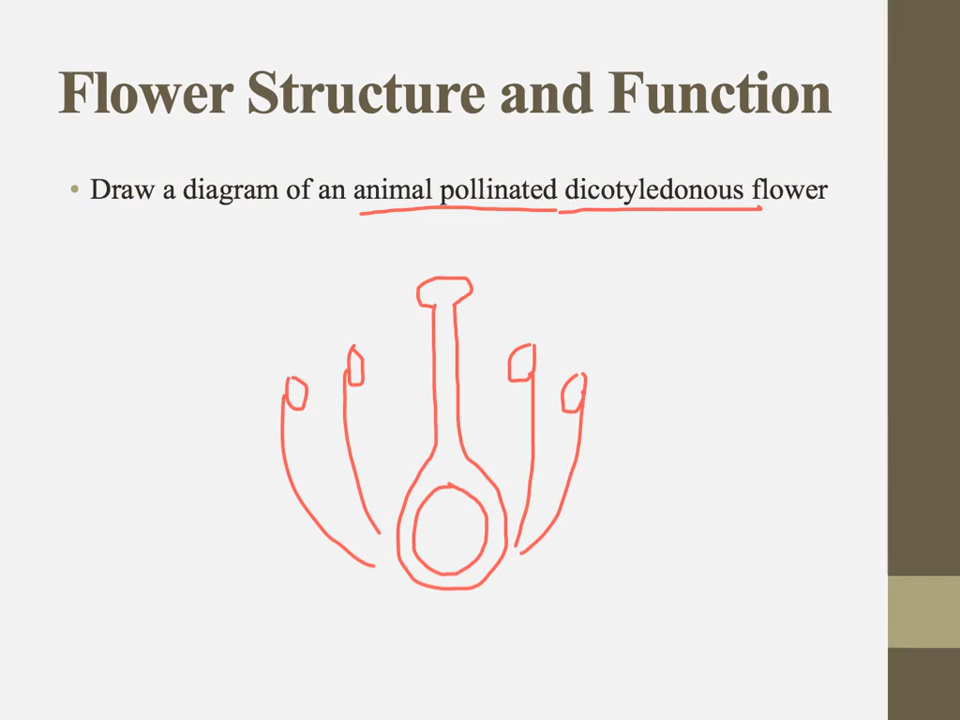 Flower Structure and Function
• Draw a diagram of an animal pollinated dicotyledonous flower